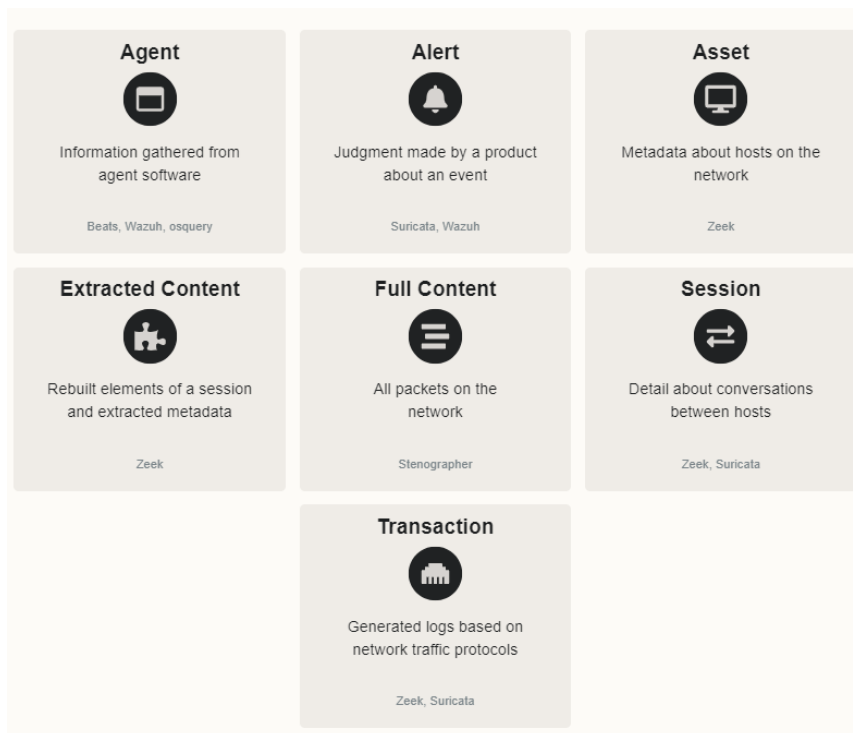 Agent
Information gathered from
agent software
Beats, Wazuh, osquery
Alert
Judgment made by a product
about an event
Suricata, Wazuh
Asset
Metadata about hosts on the
network
Zeek
Extracted Content
Rebuilt elements of a session
and extracted metadata
Zeek
Full Content
All packets on the
network
Stenographer
Session
Detail about conversations
between hosts
Zeek, Suricata
Transaction
Generated logs based on
network traffic protocols
Zeek, Suricata